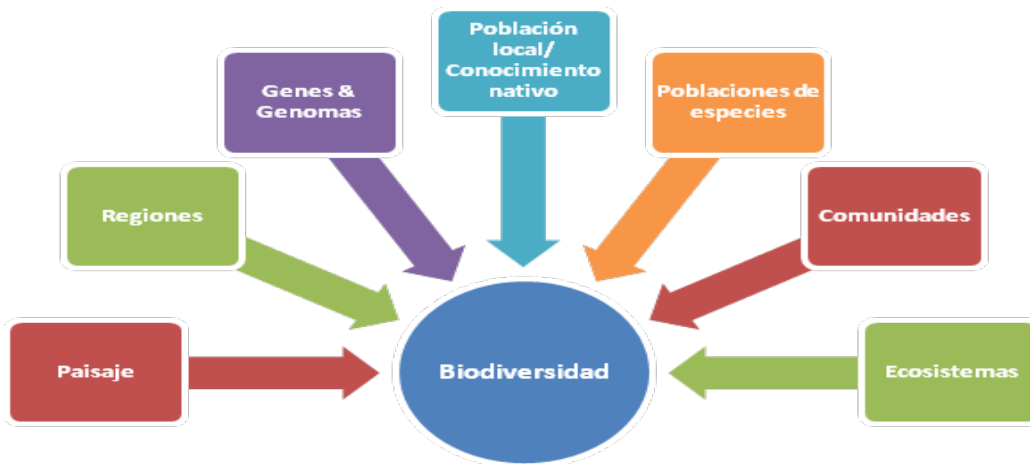 Población
local/
Conocimiento
nativo
Genes &
Genomas
Poblaciones de
especies
Regiones
Comunidades
Paisaje
Biodiversidad
Ecosistemas